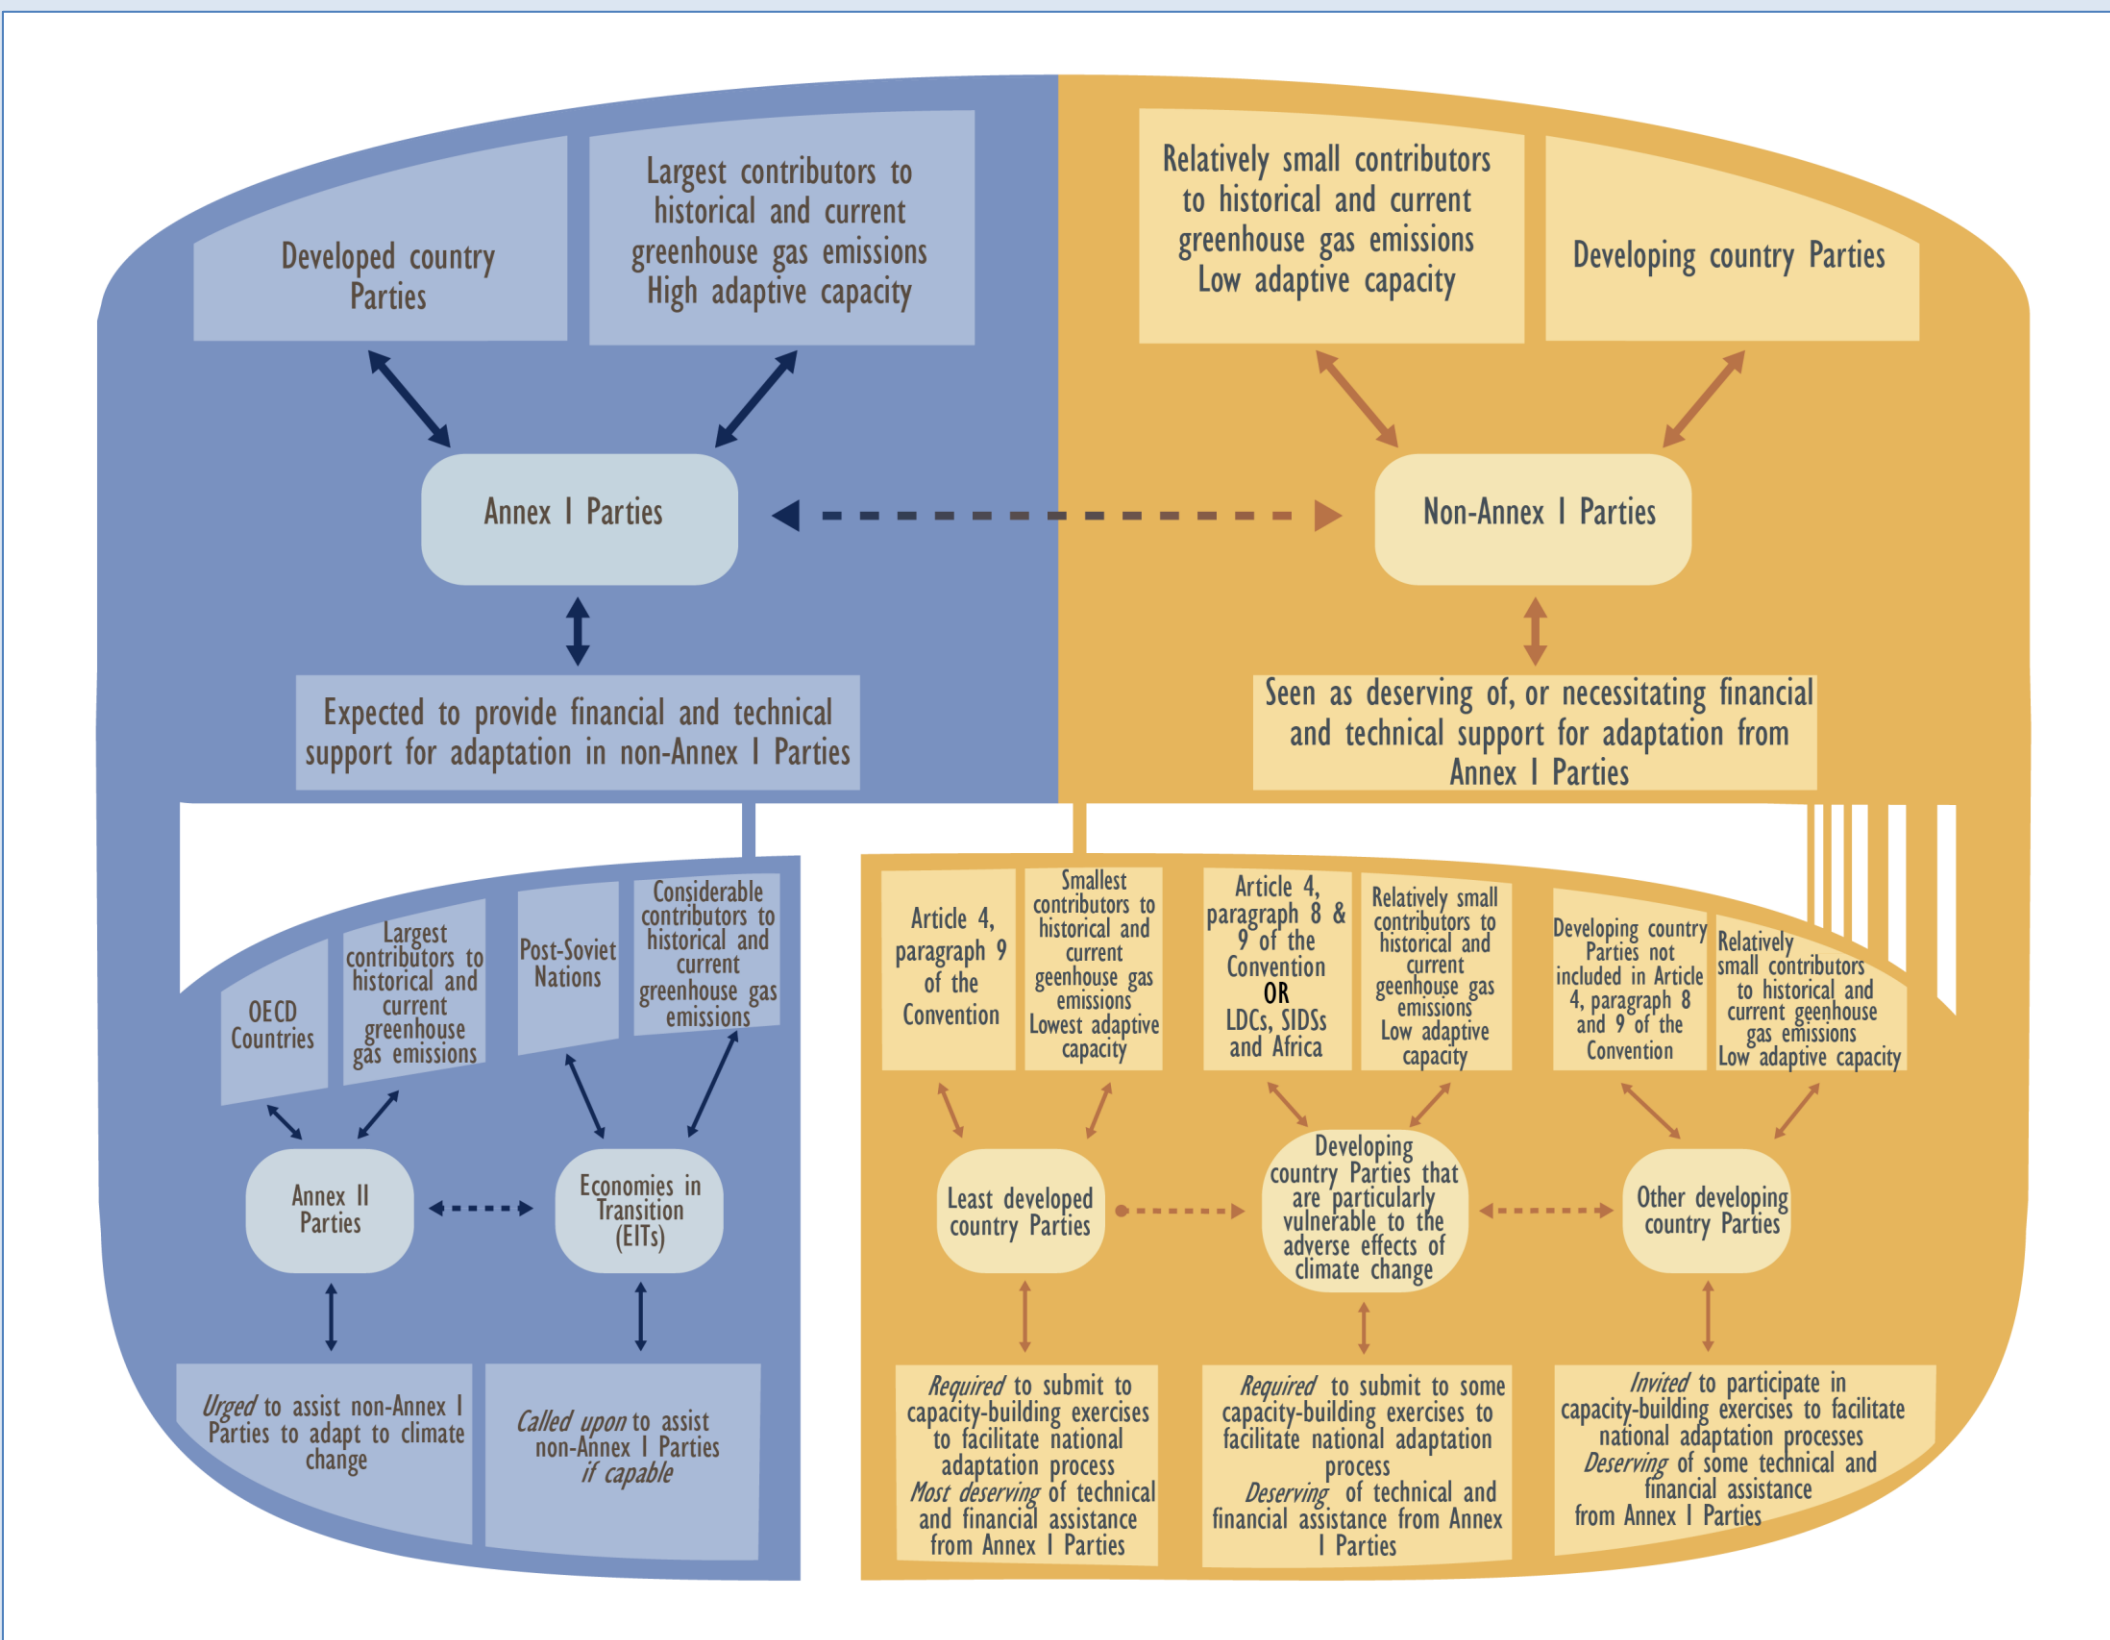 Developed country
Parties
Largest contributors to
historical and current
greenhouse gas emissions
High adaptive capacity
Relatively small contributors
to historical and current
greenhouse gas emissions
Low adaptive capacity
Developing country Parties
Annex I Parties
Non-Annex I Parties
Expected to provide financial and technical
support for adaptation in non-Annex I Parties
Seen as deserving of, or necessitating financial
and technical support for adaptation from
Annex I Parties
OECD
Countries
Largest
contributors to
historical and
current
greenhouse
gas emissions
Post-Soviet
Nations
Considerable
contributors to
historical and
current
greenhouse gas
emissions
Article 4,
paragraph 9
of the
Convention
Smallest
contributors to
historical and
current
geenhouse gas
emissions
Lowest adaptive
capacity
Article 4,
paragraph 8 &
9 of the
Convention
OR
LDCs, SIDSs
and Africa
Relatively small
contributors to
historical and
current
geenhouse gas
emissions
Low adaptive
capacity
Developing country
Parties not
included in Article
4, paragraph 8
and 9 of the
Convention
Relatively
small contributors
to historical and
current geenhouse
gas emissions
Low adaptive capacity
Annex II
Parties
Economies in
Transition
(EITs)
Least developed
country Parties
Developing
country Parties that
are particularly
vulnerable to the
adverse effects of
climate change
Other developing
country Parties
Urged to assist non-Annex I
Parties to adapt to climate
change
Called upon to assist
non-Annex I Parties
if capable
Required to submit to
capacity-building exercises
to facilitate national
adaptation process
Most deserving of technical
and financial assistance
from Annex I Parties
Required to submit to some
capacity-building exercises to
facilitate national adaptation
process
Deserving of technical and
financial assistance from Annex
I Parties
Invited to participate in
capacity-building exercises to facilitate
national adaptation processes
Deserving of some technical and
financial assistance
from Annex I Parties